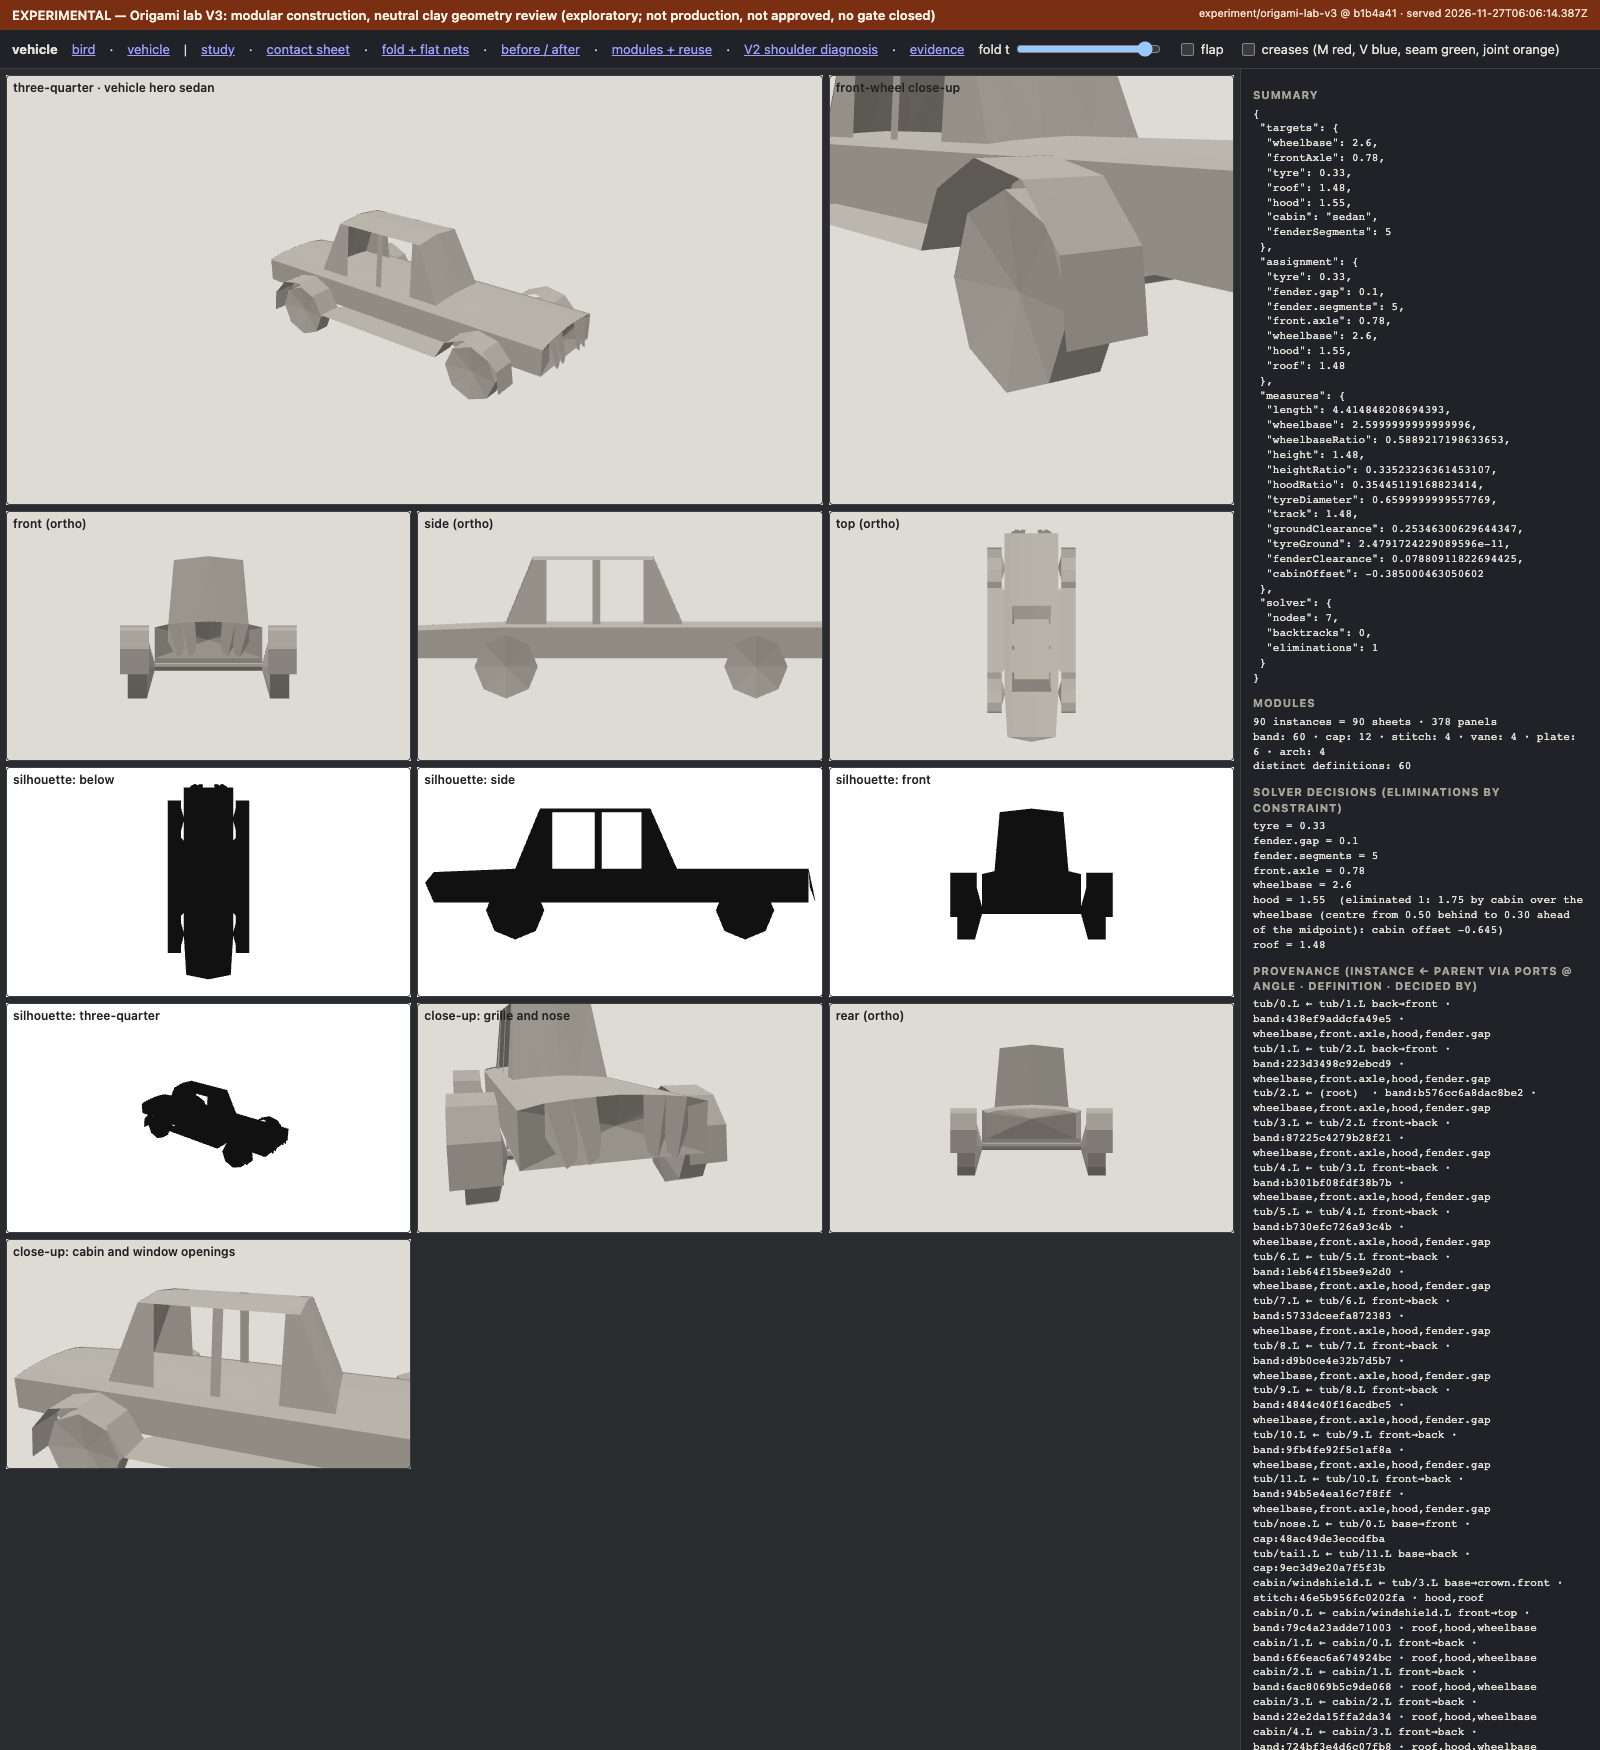 EXPERIMENTAL — Origami lab V3: modular construction, neutral clay geometry review (exploratory; not production, not approved, no gate closed)
experiment/origami-lab-v3 @ b1b4a41 · served 2026-11-27T06:06:14.387Z
vehicle bird · vehicle | study · contact sheet · fold + flat nets · before / after · modules + reuse · V2 shoulder diagnosis · evidence fold t flap creases (M red, V blue, seam green, joint orange)
three-quarter · vehicle hero sedan
front-wheel close-up
front (ortho)
side (ortho)
top (ortho)
silhouette: below
silhouette: side
silhouette: front
silhouette: three-quarter
close-up: grille and nose
rear (ortho)
close-up: cabin and window openings
SUMMARY
{
"targets": {
"wheelbase": 2.6,
"frontAxle": 0.78,
"tyre": 0.33,
"roof": 1.48,
"hood": 1.55,
"cabin": "sedan",
"fenderSegments": 5
},
"assignment": {
"tyre": 0.33,
"fender.gap": 0.1,
"fender.segments": 5,
"front.axle": 0.78,
"wheelbase": 2.6,
"hood": 1.55,
"roof": 1.48
},
"measures": {
"length": 4.414848208694393,
"wheelbase": 2.5999999999999996,
"wheelbaseRatio": 0.5889217198633653,
"height": 1.48,
"heightRatio": 0.33523236361453107,
"hoodRatio": 0.35445119168823414,
"tyreDiameter": 0.6599999999557769,
"track": 1.48,
"groundClearance": 0.25346300629644347,
"tyreGround": 2.4791724229089596e-11,
"fenderClearance": 0.07880911822694425,
"cabinOffset": -0.385000463050602
},
"solver": {
"nodes": 7,
"backtracks": 0,
"eliminations": 1
}
}
MODULES
90 instances = 90 sheets · 378 panels
band: 60 · cap: 12 · stitch: 4 · vane: 4 · plate:
6 · arch: 4
distinct definitions: 60
SOLVER DECISIONS (ELIMINATIONS BY
CONSTRAINT)
tyre = 0.33
fender.gap = 0.1
fender.segments = 5
front.axle = 0.78
wheelbase = 2.6
hood = 1.55 (eliminated 1: 1.75 by cabin over the
wheelbase (centre from 0.50 behind to 0.30 ahead
of the midpoint): cabin offset -0.645)
roof = 1.48
PROVENANCE (INSTANCE ← PARENT VIA PORTS @
ANGLE · DEFINITION · DECIDED BY)
tub/0.L ← tub/1.L back→front ·
band:438ef9addcfa49e5 ·
wheelbase,front.axle,hood,fender.gap
tub/1.L ← tub/2.L back→front ·
band:223d3498c92ebcd9 ·
wheelbase,front.axle,hood,fender.gap
tub/2.L ← (root) · band:b576cc6a8dac8be2 ·
wheelbase,front.axle,hood,fender.gap
tub/3.L ← tub/2.L front→back ·
band:87225c4279b28f21 ·
wheelbase,front.axle,hood,fender.gap
tub/4.L ← tub/3.L front→back ·
band:b301bf08fdf38b7b ·
wheelbase,front.axle,hood,fender.gap
tub/5.L ← tub/4.L front→back ·
band:b730efc726a93c4b ·
wheelbase,front.axle,hood,fender.gap
tub/6.L ← tub/5.L front→back ·
band:1eb64f15bee9e2d0 ·
wheelbase,front.axle,hood,fender.gap
tub/7.L ← tub/6.L front→back ·
band:5733dceefa872383 ·
wheelbase,front.axle,hood,fender.gap
tub/8.L ← tub/7.L front→back ·
band:d9b0ce4e32b7d5b7 ·
wheelbase,front.axle,hood,fender.gap
tub/9.L ← tub/8.L front→back ·
band:4844c40f16acdbc5 ·
wheelbase,front.axle,hood,fender.gap
tub/10.L ← tub/9.L front→back ·
band:9fb4fe92f5c1af8a ·
wheelbase,front.axle,hood,fender.gap
tub/11.L ← tub/10.L front→back ·
band:94b5e4ea16c7f8ff ·
wheelbase,front.axle,hood,fender.gap
tub/nose.L ← tub/0.L base→front ·
cap:48ac49de3eccdfba
tub/tail.L ← tub/11.L base→back ·
cap:9ec3d9e20a7f5f3b
cabin/windshield.L ← tub/3.L base→crown.front ·
stitch:46e5b956fc0202fa · hood,roof
cabin/0.L ← cabin/windshield.L front→top ·
band:79c4a23adde71003 · roof,hood,wheelbase
cabin/1.L ← cabin/0.L front→back ·
band:6f6eac6a674924bc · roof,hood,wheelbase
cabin/2.L ← cabin/1.L front→back ·
band:6ac8069b5c9de068 · roof,hood,wheelbase
cabin/3.L ← cabin/2.L front→back ·
band:22e2da15ffa2da34 · roof,hood,wheelbase
cabin/4.L ← cabin/3.L front→back ·
band:724bf3e4d6c07fb8 · roof,hood,wheelbase